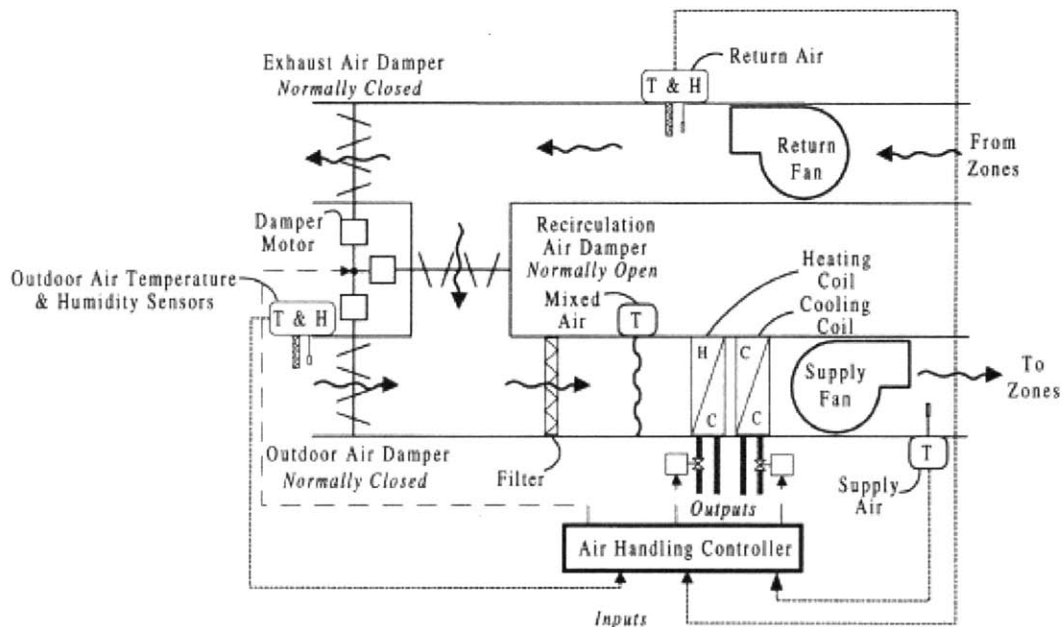 Exhaust Air Damper
Normally Closed
Return Air
T & H
Return
Fan
From
Zones
Damper
Motor
Recirculation
Air Damper
Normally Open
Heating
Coil
Cooling
Coil
Outdoor Air Temperature
& Humidity Sensors
T & H
Mixed
Air
T
H
C
C
C
Supply
Fan
To
Zones
Outdoor Air Damper
Normally Closed
Filter
T
Supply
Air
Outputs
Air Handling Controller
Inputs